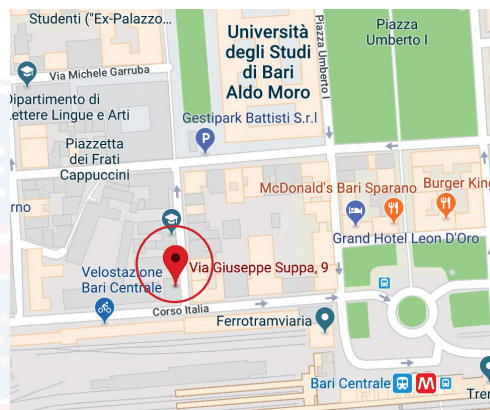 Studenti ("Ex-Palazzo...
Università
degli Studi
di Bari
Aldo Moro
Piazza Umberto I
Piazza
Umberto I
Via Michele Garruba
Dipartimento di
Lettere Lingue e Arti
Gestipark Battisti S.r.l
P
Piazzetta
dei Frati
Cappuccini
McDonald's Bari Sparano
Burger King
rno
Grand Hotel Leon D'Oro
Via Giuseppe Suppa, 9
Velostazione
Bari Centrale
Corso Italia
Ferrotramviaria
Bari Centrale
M
Tren